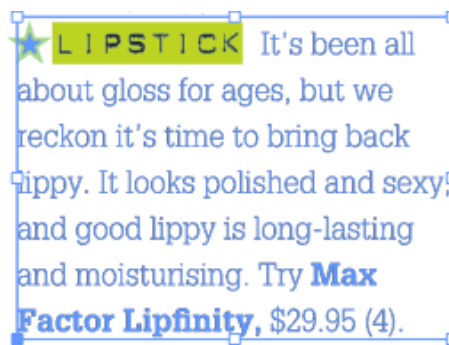 LIPSTICK It's been all
about gloss for ages, but we
reckon it's time to bring back
lippy. It looks polished and sexy,
and good lippy is long-lasting
and moisturising. Try Max
Factor Lipfinity, $29.95 (4).